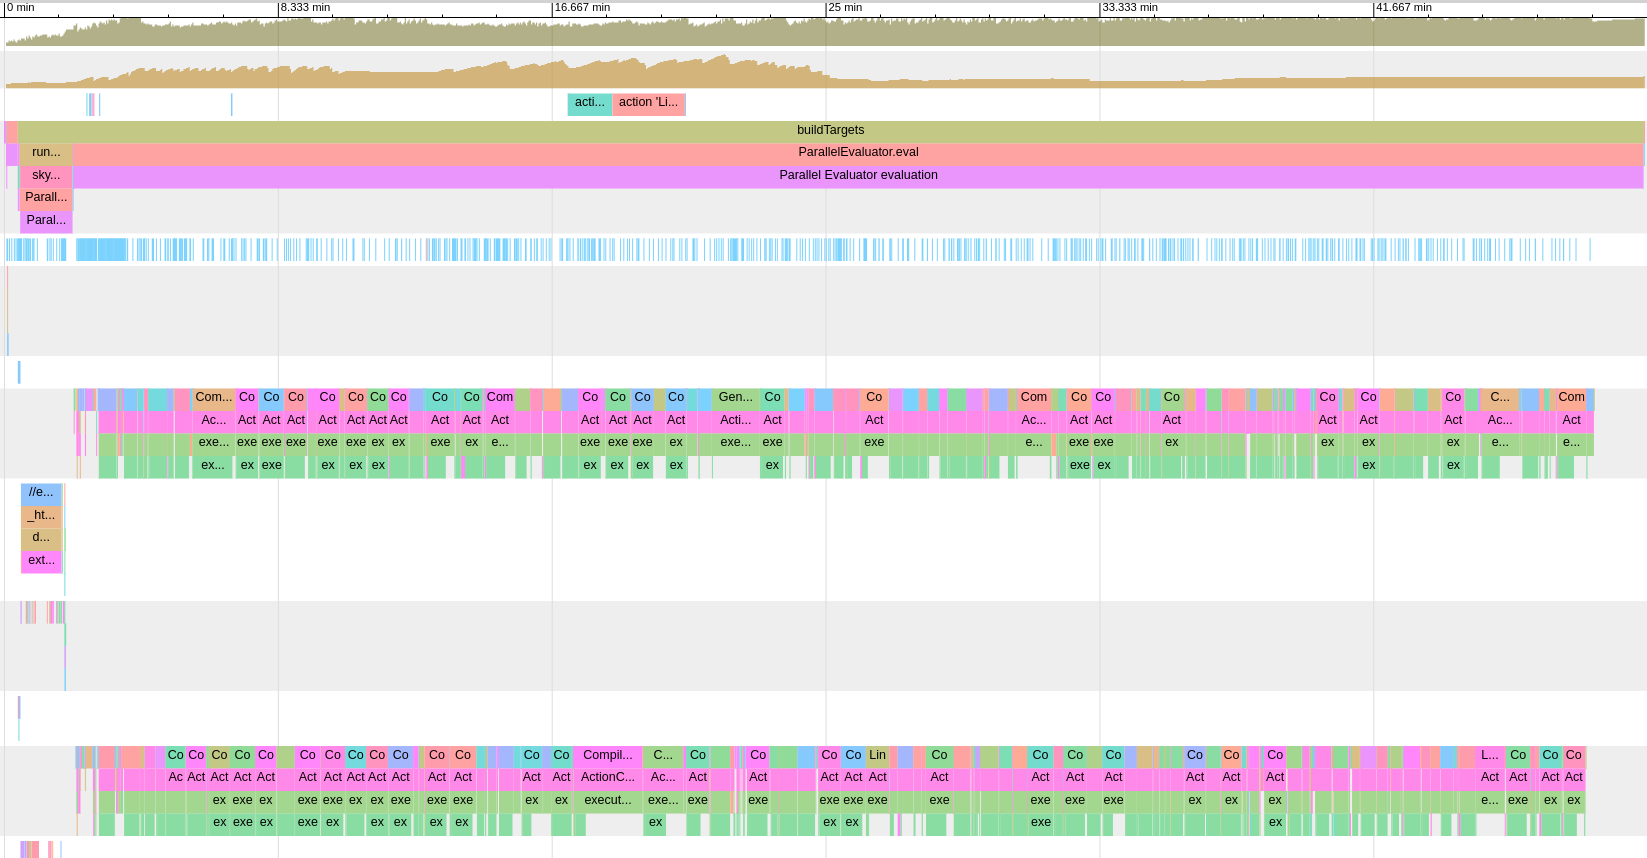 0 min 8.333 min 16.667 min 25 min 33.333 min 41.667 min
acti... action 'Li...
buildTargets
run... ParallelEvaluator.eval
sky... Parallel Evaluator evaluation
Parall...
Paral...
Com... Co Co Co Co Co Co Co Co Co Com Co Co Co Co Gen... Co Co Com Co Co Co Co Co Co C... Com
Ac... Act Act Act Act Act Act Act Act Act Act Act Act Act Act Acti... Act Act Ac... Act Act Act Act Act Act Ac... Act
exe... exe exe exe exe exe ex ex exe ex e... exe exe exe ex exe... exe exe e... exe exe ex ex ex ex e... e...
ex... ex exe ex ex ex ex ex ex ex ex exe ex ex ex
//e...
_ht...
d...
ext...
Co Co Co Co Co Co Co Co Co Co Co Co Co Co Compil... C... Co Co Co Co Lin Co Co Co Co Co Co Co L... Co Co Co
Ac Act Act Act Act Act Act Act Act Act Act Act Act Act ActionC... Ac... Act Act Act Act Act Act Act Act Act Act Act Act Act Act Act Act
ex exe ex exe exe ex ex exe exe exe ex ex execut... exe... exe exe exe exe exe exe exe exe exe ex ex ex e... exe ex ex
ex exe exe exe ex ex ex ex ex ex ex ex exe ex